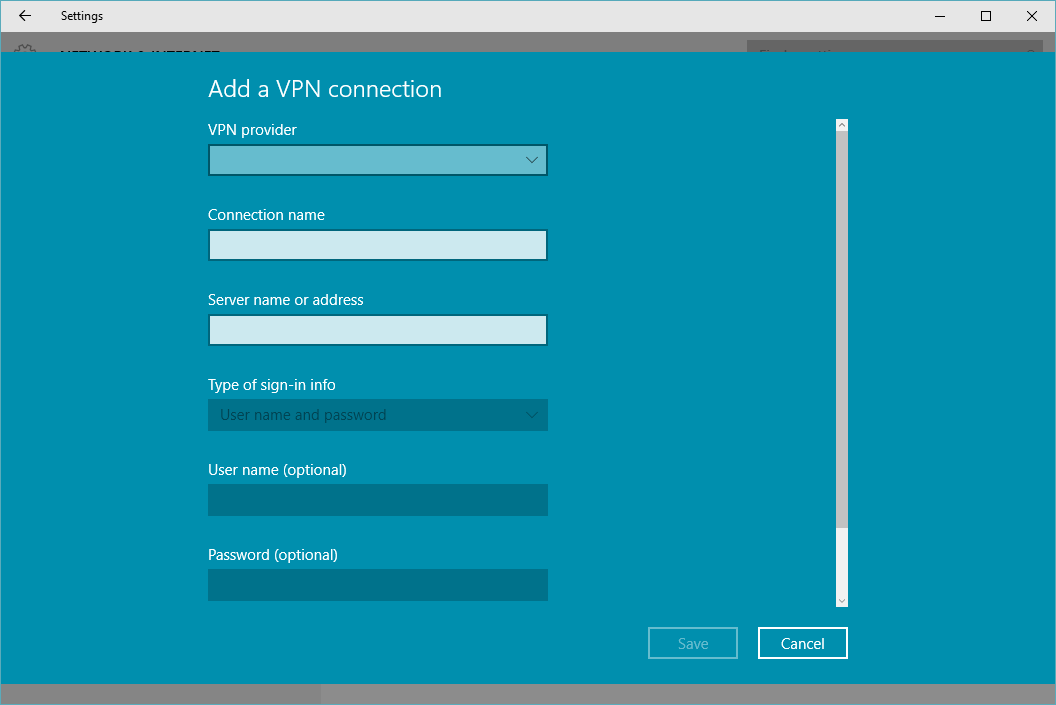 Settings
Add a VPN connection
VPN provider
Connection name
Server name or address
Type of sign-in info
User name and password
User name (optional)
Password (optional)
Save
Cancel